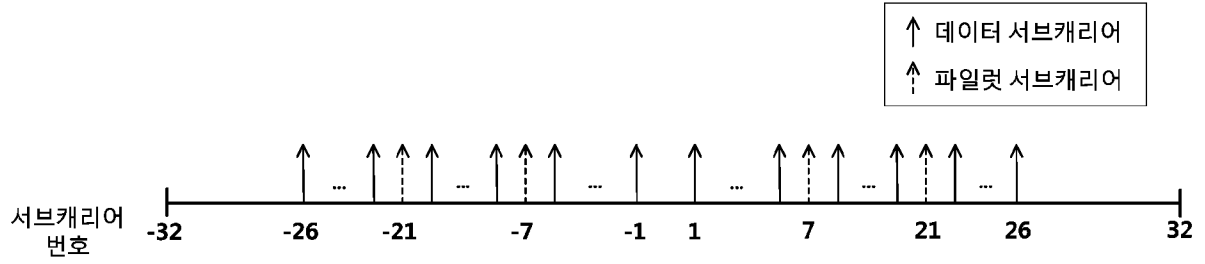 데이터 서브캐리어
파일럿 서브캐리어
... ... ... ... ... ...
서브캐리어
번호
-32 -26 -21 -7 -1 1 7 21 26 32